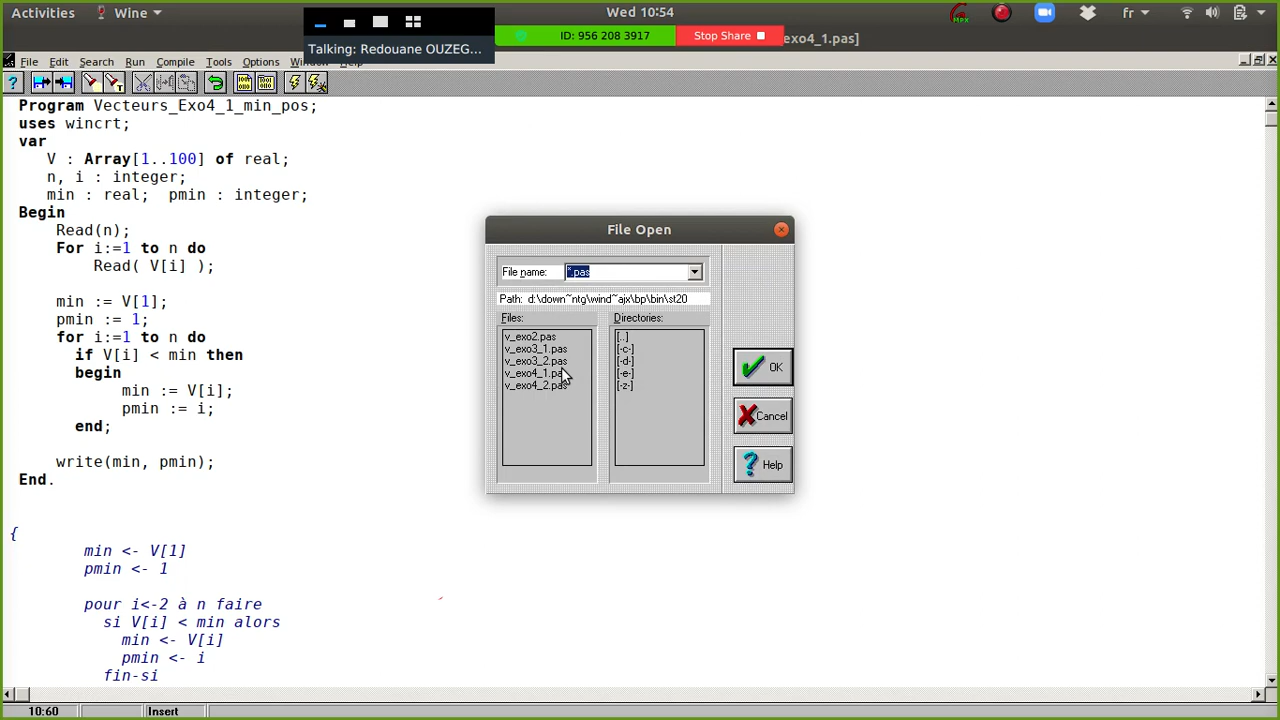 Activities
Wine
Wed 10:54
fr
Talking: Redouane OUZEG...
ID: 956 208 3917
Stop Share
exo4_1.pas]
File Edit Search Run Compile Tools Options Window Help
Program Vecteurs_Exo4_1_min_pos;
uses wincrt;
var
V : Array[1..100] of real;
n, i : integer;
min : real; pmin : integer;
Begin
Read(n);
For i:=1 to n do
Read( V[i] );
min := V[1];
pmin := 1;
for i:=1 to n do
if V[i] < min then
begin
min := V[i];
pmin := i;
end;
write(min, pmin);
End.
{
min <- V[1]
pmin <- 1
pour i<-2 à n faire
si V[i] < min alors
min <- V[i]
pmin <- i
fin-si
10:60
Insert
File Open
File name:
*.pas
Path: d:\down~ntg\wind~ajx\bp\bin\st20
Files:
v_exo2.pas
v_exo3_1.pas
v_exo3_2.pas
v_exo4_1.pas
v_exo4_2.pas
Directories:
[..]
[-c-]
[-d-]
[-e-]
[-z-]
OK
Cancel
Help